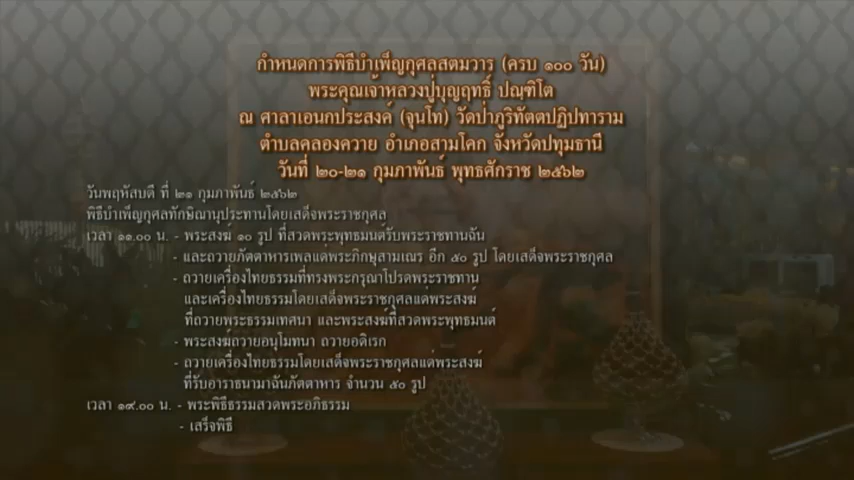 กำหนดการพิธีบำเพ็ญกุศลสตมวาร (ครบ ๑๐๐ วัน)
พระคุณเจ้าหลวงปู่บุญฤทธิ์ ปณฺฑิโต
ณ ศาลาเอนกประสงค์ (จุนโท) วัดป่าภูริทัตตปฏิปทาราม
ตำบลคลองควาย อำเภอสามโคก จังหวัดปทุมธานี
วันที่ ๒๐-๒๑ กุมภาพันธ์ พุทธศักราช ๒๕๖๒
วันพฤหัสบดี ที่ ๒๑ กุมภาพันธ์ ๒๕๖๒
พิธีบำเพ็ญกุศลทักษิณานุประทานโดยเสด็จพระราชกุศล
เวลา ๑๑.๐๐ น. - พระสงฆ์ ๑๐ รูป ที่สวดพระพุทธมนต์รับพระราชทานฉัน
- และถวายภัตตาหารเพลแด่พระภิกษุสามเณร อีก ๕๐ รูป โดยเสด็จพระราชกุศล
- ถวายเครื่องไทยธรรมที่ทรงพระกรุณาโปรดพระราชทาน
และเครื่องไทยธรรมโดยเสด็จพระราชกุศลแด่พระสงฆ์
ที่ถวายพระธรรมเทศนา และพระสงฆ์ที่สวดพระพุทธมนต์
- พระสงฆ์ถวายอนุโมทนา ถวายอดิเรก
- ถวายเครื่องไทยธรรมโดยเสด็จพระราชกุศลแด่พระสงฆ์
ที่รับอาราธนามาฉันภัตตาหาร จำนวน ๕๐ รูป
เวลา ๑๙.๐๐ น. - พระพิธีธรรมสวดพระอภิธรรม
- เสร็จพิธี